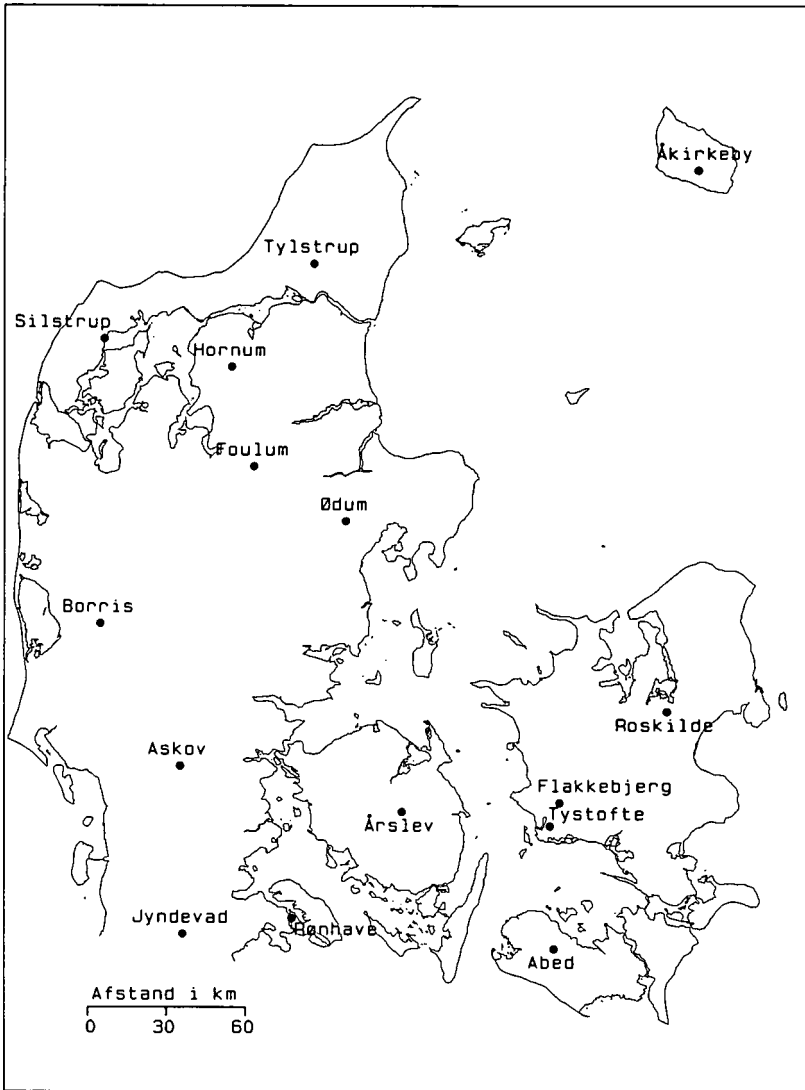 Åkirkeby
Tylstrup
Silstrup
Hornum
Foulum
Ødum
Borris
Roskilde
Askov
Flakkebjerg
Tystofte
Årslev
Jyndevad
Rønhave
Abed
Afstand i km
0 30 60